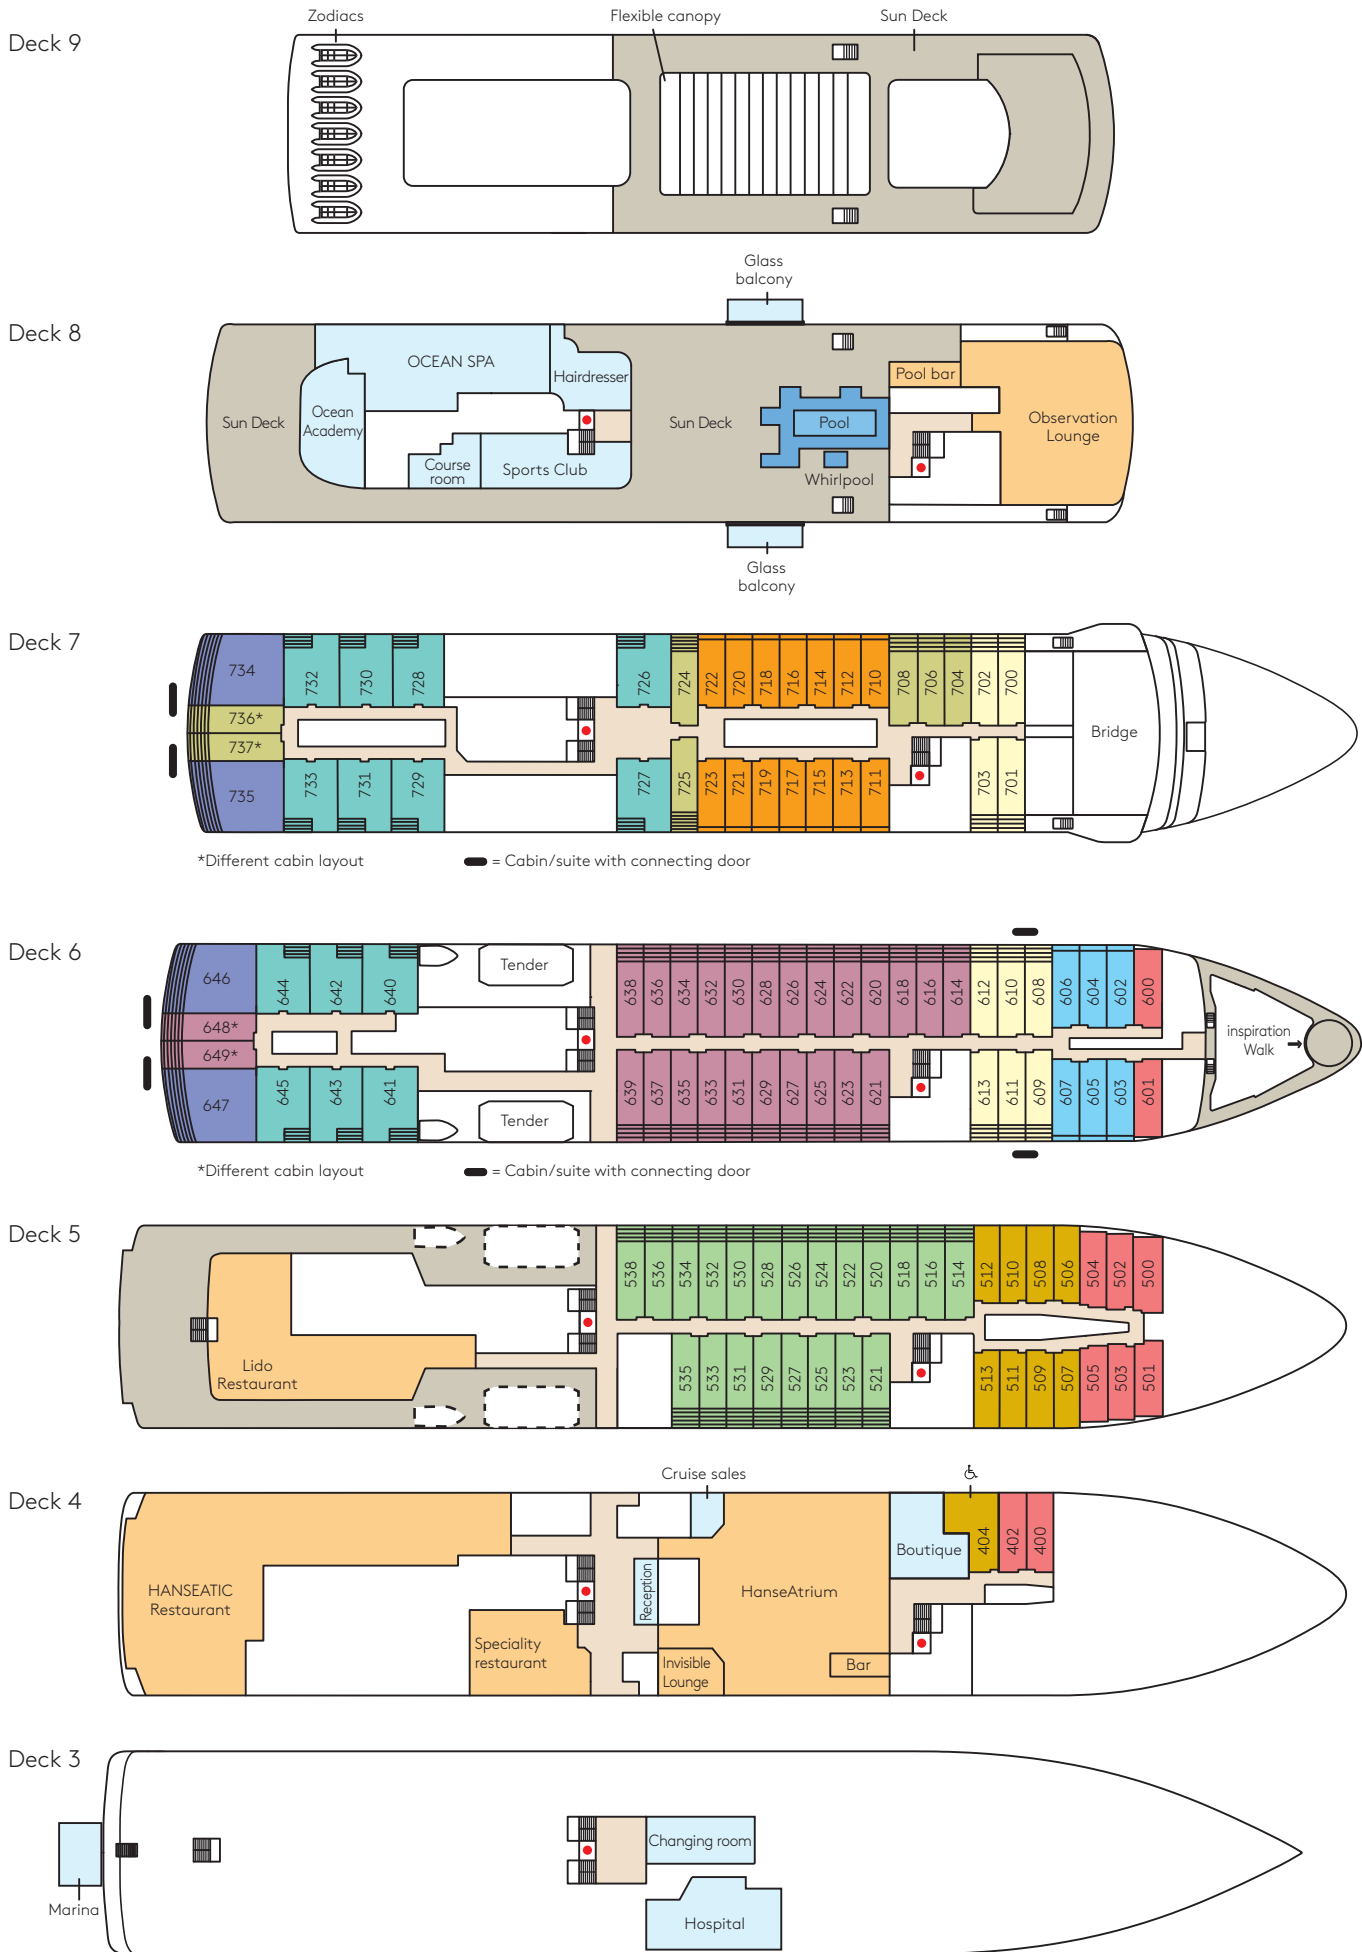 Zodiacs
Flexible canopy
Sun Deck
Deck 9
Glass
balcony
Deck 8
OCEAN SPA
Hairdresser
Pool bar
Sun Deck
Ocean
Academy
Sun Deck
Pool
Observation
Lounge
Course
room
Sports Club
Whirlpool
Glass
balcony
Deck 7
734
732
730
728
726
724
722
720
718
716
714
712
710
708
706
704
702
700
736*
737*
Bridge
735
733
731
729
727
725
723
721
719
717
715
713
711
703
701
*Different cabin layout
= Cabin/suite with connecting door
Deck 6
646
644
642
640
Tender
638
636
634
632
630
628
626
624
622
620
618
616
614
612
610
608
606
604
602
600
648*
649*
inspiration
Walk
647
645
643
641
Tender
639
637
635
633
631
629
627
625
623
621
613
611
609
607
605
603
601
*Different cabin layout
= Cabin/suite with connecting door
Deck 5
538
536
534
532
530
528
526
524
522
520
518
516
514
512
510
508
506
504
502
500
Lido
Restaurant
535
533
531
529
527
525
523
521
513
511
509
507
505
503
501
Cruise sales
Deck 4
Boutique
404
402
400
HANSEATIC
Restaurant
Reception
HanseAtrium
Speciality
restaurant
Invisible
Lounge
Bar
Deck 3
Changing room
Marina
Hospital